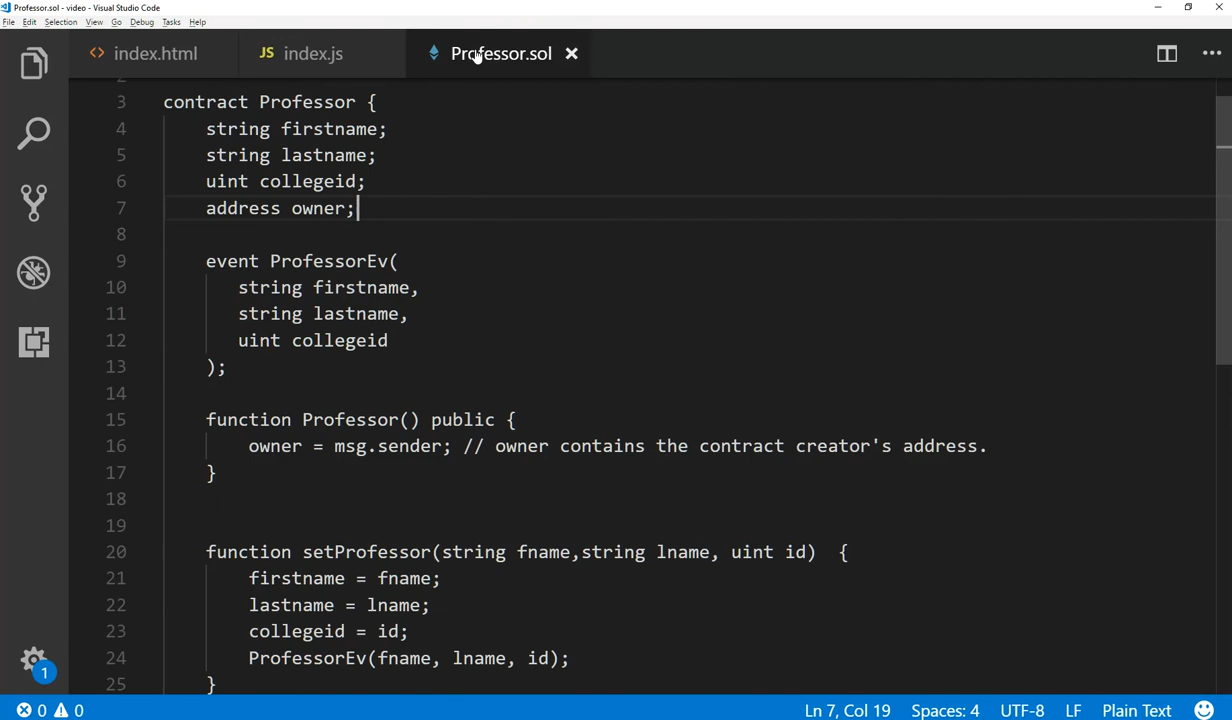 Professor.sol - video - Visual Studio Code
File Edit Selection View Go Debug Tasks Help
<> index.html JS index.js Professor.sol
3 contract Professor {
4 string firstname;
5 string lastname;
6 uint collegeid;
7 address owner;
8
9 event ProfessorEv(
10 string firstname,
11 string lastname,
12 uint collegeid
13 );
14
15 function Professor() public {
16 owner = msg.sender; // owner contains the contract creator's address.
17 }
18
19
20 function setProfessor(string fname,string lname, uint id) {
21 firstname = fname;
22 lastname = lname;
23 collegeid = id;
24 ProfessorEv(fname, lname, id);
25 }
1
0 0 Ln 7, Col 19 Spaces: 4 UTF-8 LF Plain Text